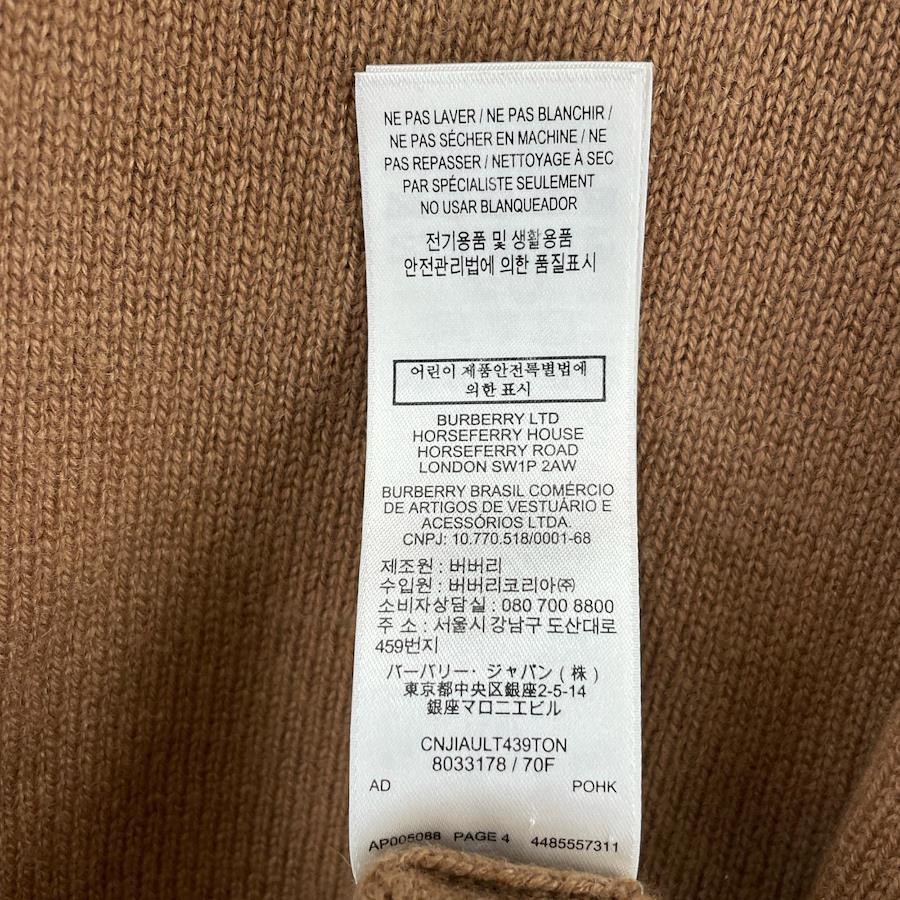 NE PAS LAVER / NE PAS BLANCHIR /
NE PAS SÉCHER EN MACHINE / NE
PAS REPASSER / NETTOYAGE À SEC
PAR SPÉCIALISTE SEULEMENT
NO USAR BLANQUEADOR
전기용품 및 생활용품
안전관리법에 의한 품질표시
어린이 제품안전특별법에
의한 표시
BURBERRY LTD
HORSEFERRY HOUSE
HORSEFERRY ROAD
LONDON SW1P 2AW
BURBERRY BRASIL COMÉRCIO
DE ARTIGOS DE VESTUÁRIO E
ACESSÓRIOS LTDA.
CNPJ: 10.770.518/0001-68
제조원 : 버버리
수입원 : 버버리코리아㈜
소비자상담실 : 080 700 8800
주 소 : 서울시 강남구 도산대로
459번지
バーバリー・ジャパン ( 株 )
東京都中央区銀座2-5-14
銀座マロニエビル
CNJIAULT439TON
8033178 / 70F
AD POHK
AP005088 PAGE 4 4485557311